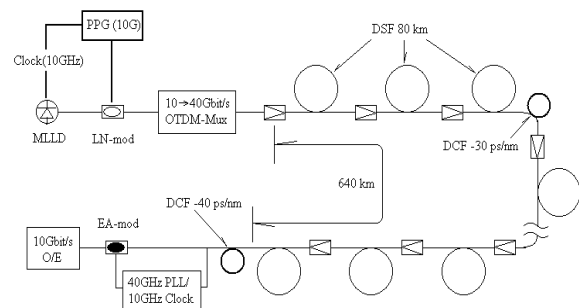 PPG (10G)
DSF 80 km
Clock(10GHz)
10→40Gbit/s
OTDM-Mux
MLLD
LN-mod
DCF -30 ps/nm
640 km
DCF -40 ps/nm
EA-mod
10Gbit/s
O/E
40GHz PLL/
10GHz Clock